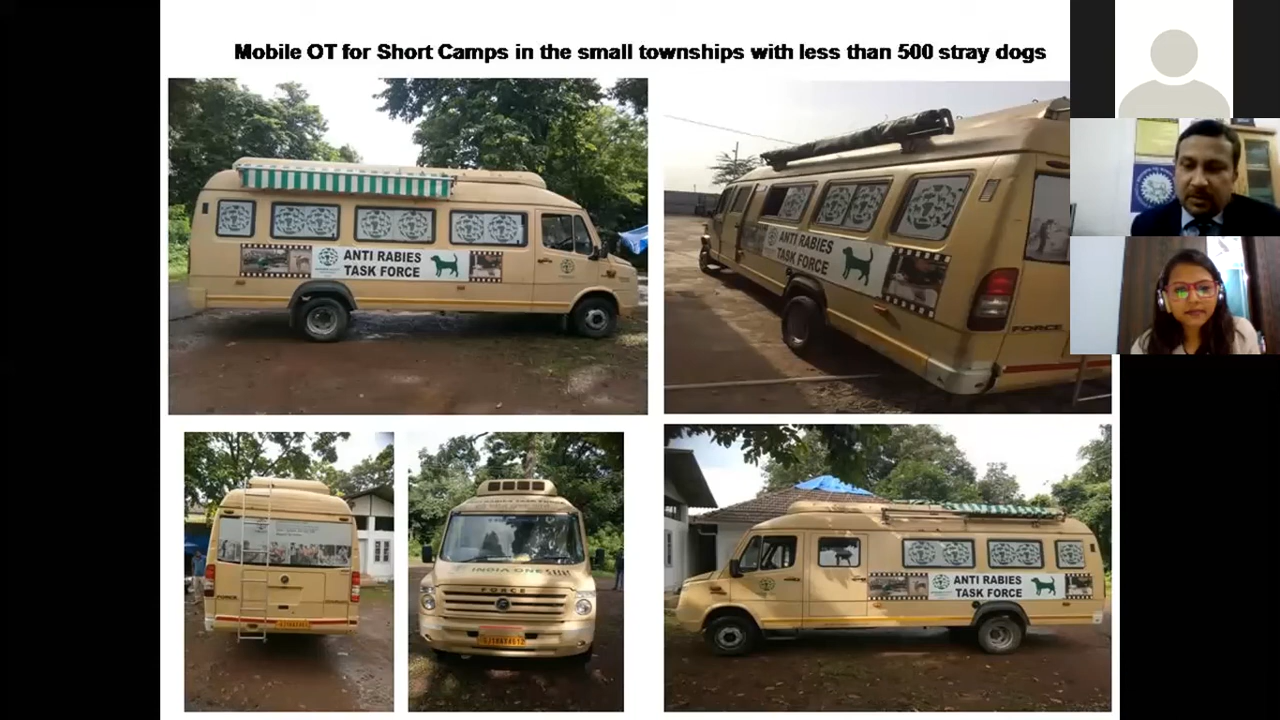 Mobile OT for Short Camps in the small townships with less than 500 stray dogs
ANTI RABIES
TASK FORCE
ANTI RABIES
TASK FORCE
FORCE
FORCE
INDIA ONE
FORCE
ANTI RABIES
TASK FORCE